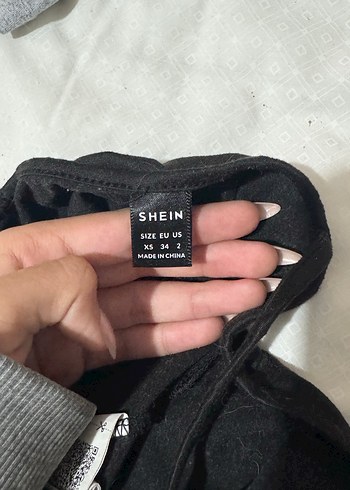 SHEIN
SIZE EU US
XS 34 2
MADE IN CHINA